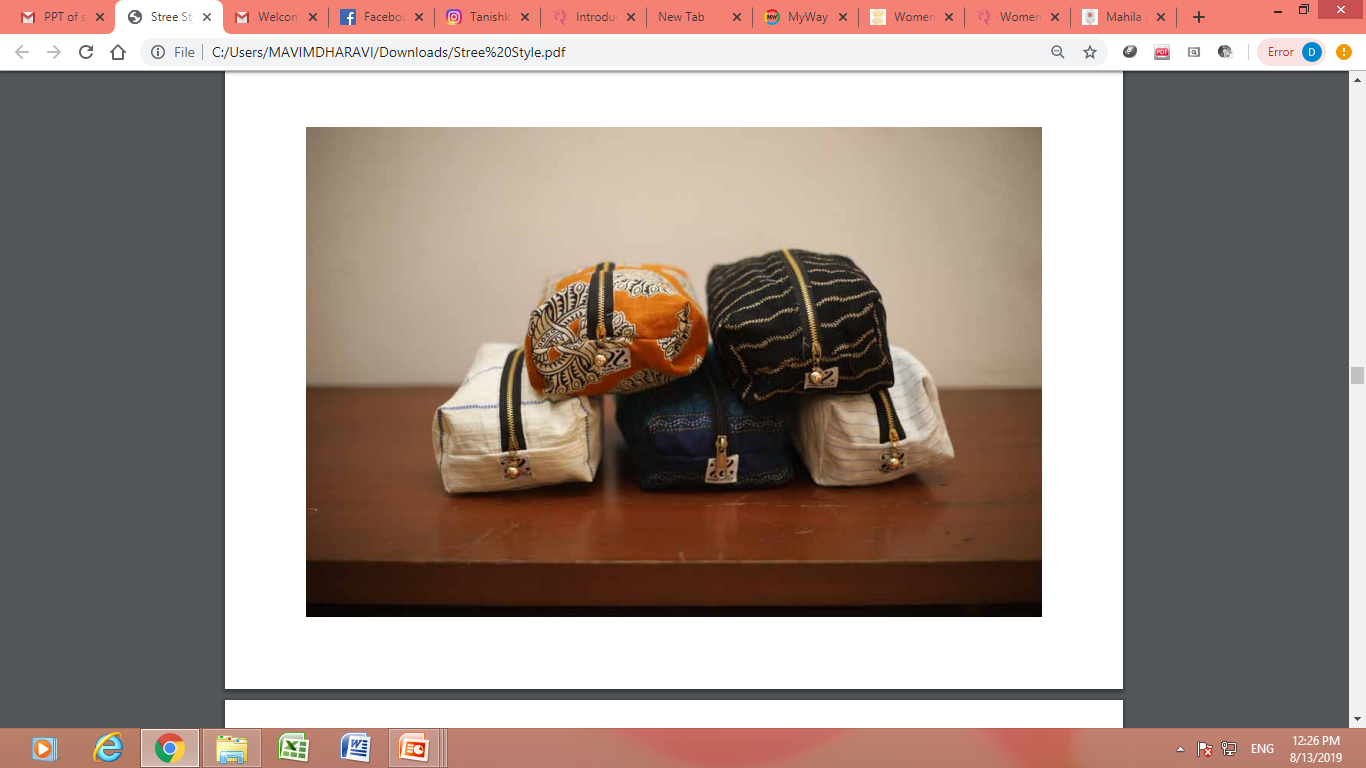 PPT of s
Stree St
Welcom
Faceboo
Tanishk
Introdu
New Tab
MyWay
Women
Women
Mahila
File
C:/Users/MAVIMDHARAVI/Downloads/Stree%20Style.pdf
PDF
Error
D
ENG
12:26 PM
8/13/2019